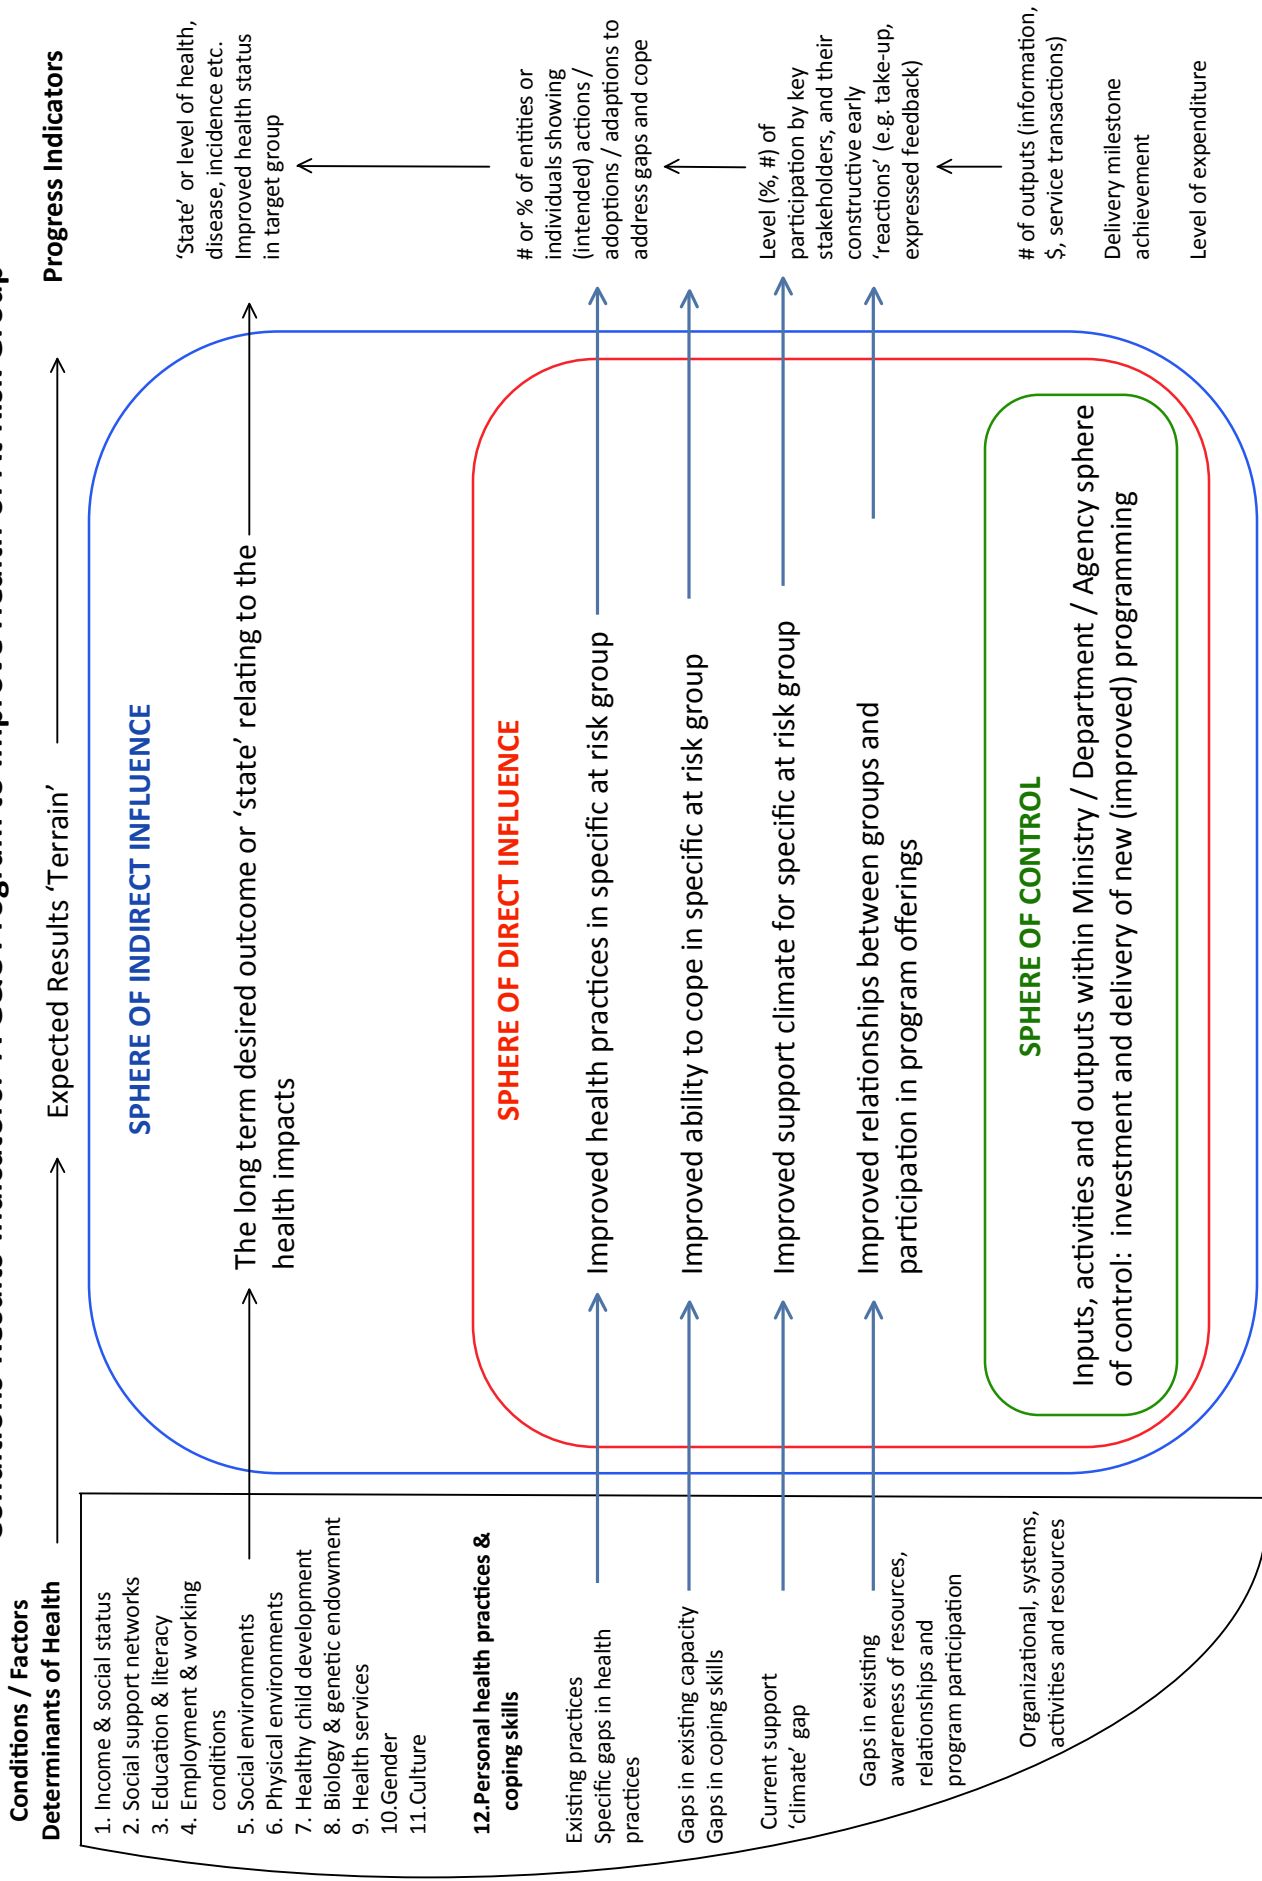 Conditions / Factors
Determinants of Health
Expected Results ‘Terrain’
Progress Indicators
1. Income & social status
2. Social support networks
3. Education & literacy
4. Employment & working
conditions
5. Social environments
6. Physical environments
7. Healthy child development
8. Biology & genetic endowment
9. Health services
10.Gender
11.Culture
12.Personal health practices &
coping skills
Existing practices
Specific gaps in health
practices
Gaps in existing capacity
Gaps in coping skills
Current support
‘climate’ gap
Gaps in existing
awareness of resources,
relationships and
program participation
Organizational, systems,
activities and resources
SPHERE OF INDIRECT INFLUENCE
The long term desired outcome or ‘state’ relating to the
health impacts
SPHERE OF DIRECT INFLUENCE
Improved health practices in specific at risk group
Improved ability to cope in specific at risk group
Improved support climate for specific at risk group
Improved relationships between groups and
participation in program offerings
SPHERE OF CONTROL
Inputs, activities and outputs within Ministry / Department / Agency sphere
of control:  investment and delivery of new (improved) programming
‘State’ or level of health,
disease, incidence etc.
Improved health status
in target group
# or % of entities or
individuals showing
(intended) actions /
adoptions / adaptions to
address gaps and cope
Level (%, #) of
participation by key
stakeholders, and their
constructive early
‘reactions’ (e.g. take-up,
expressed feedback)
# of outputs (information,
$, service transactions)
Delivery milestone
achievement
Level of expenditure